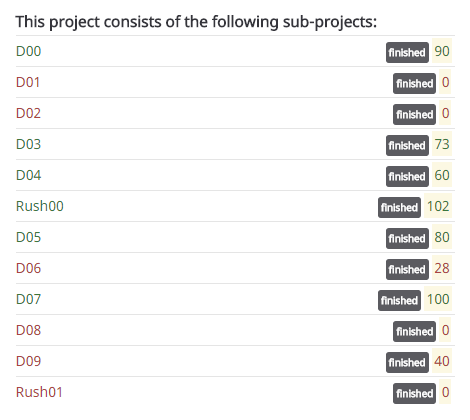 This project consists of the following sub-projects:
D00 finished 90
D01 finished 0
D02 finished 0
D03 finished 73
D04 finished 60
Rush00 finished 102
D05 finished 80
D06 finished 28
D07 finished 100
D08 finished 0
D09 finished 40
Rush01 finished 0